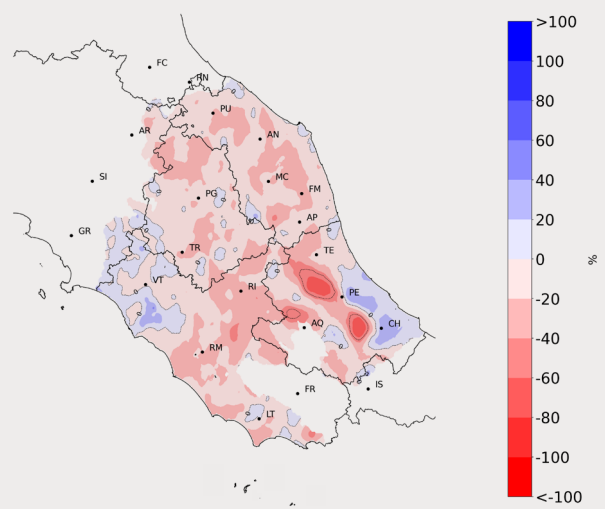 FC
RN
PU
AR
AN
SI
MC
PG
FM
AP
GR
TR
TE
VT
RI
PE
AQ
CH
RM
FR
IS
LT
>100
100
80
60
40
20
0
-20
-40
-60
-80
-100
<-100
%